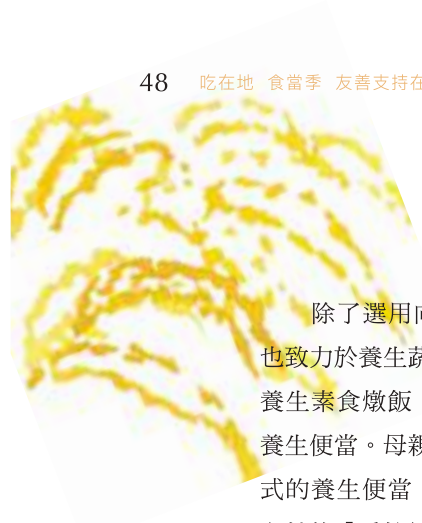 48 吃在地 食當季 友善支持在
除了選用
也致力於養生蔬
養生素食燉飯
養生便當。母親
式的養生便當